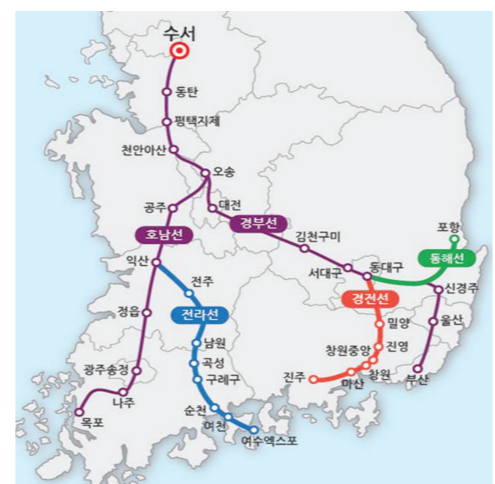 수서
동탄
평택지제
천안아산
오송
공주
대전
호남선
경부선
포항
김천구미
동해선
익산
서대구
동대구
전주
경전선
신경주
정읍
전라선
밀양
울산
남원
창원중앙
진영
광주송정
곡성
진주
마산
창원
부산
구레구
나주
목포
순천
여천
여수엑스포